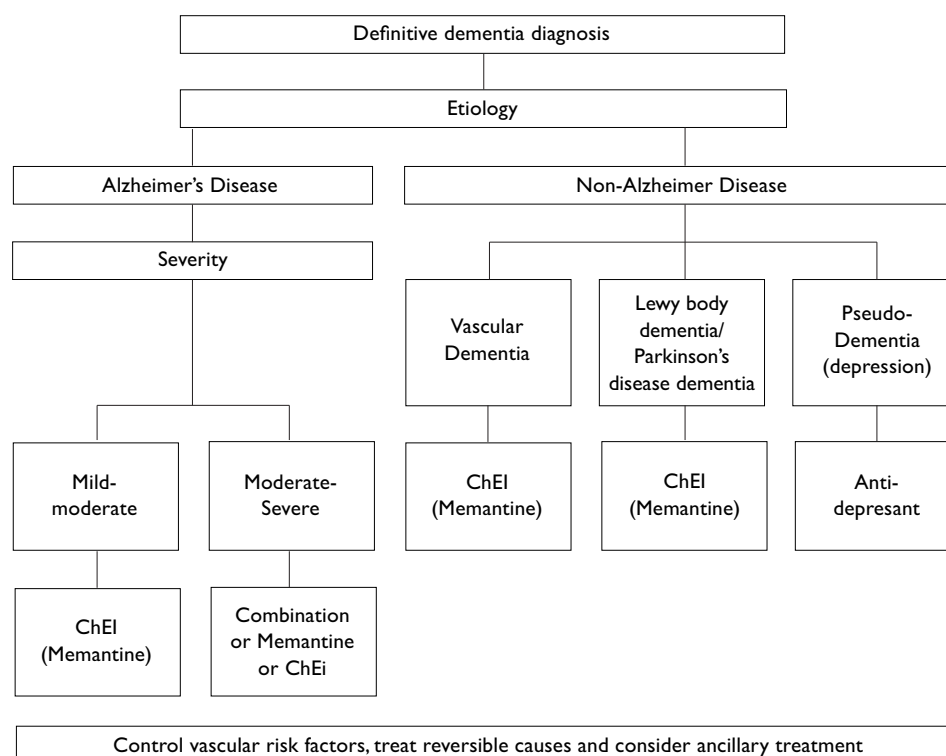 Definitive dementia diagnosis
Etiology
Alzheimer's Disease
Non-Alzheimer Disease
Severity
Vascular
Dementia
Lewy body
dementia/
Parkinson's
disease dementia
Pseudo-
Dementia
(depression)
Mild-
moderate
Moderate-
Severe
ChEI
(Memantine)
ChEI
(Memantine)
Anti-
depresant
ChEI
(Memantine)
Combination
or Memantine
or ChEi
Control vascular risk factors, treat reversible causes and consider ancillary treatment